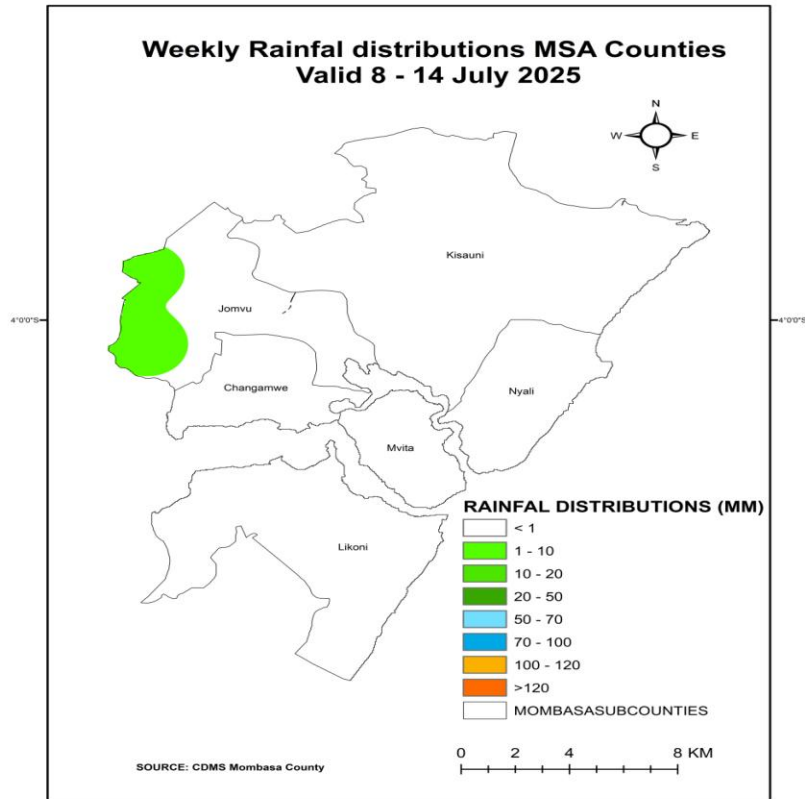 Weekly Rainfal distributions MSA Counties
Valid 8 - 14 July 2025
N
W E
S
Kisauni
Jomvu
4°0'0"S 4°0'0"S
Changamwe
Nyali
Mvita
Likoni
RAINFAL DISTRIBUTIONS (MM)
< 1
1 - 10
10 - 20
20 - 50
50 - 70
70 - 100
100 - 120
>120
MOMBASASUBCOUNTIES
0 2 4 8 KM
SOURCE: CDMS Mombasa County